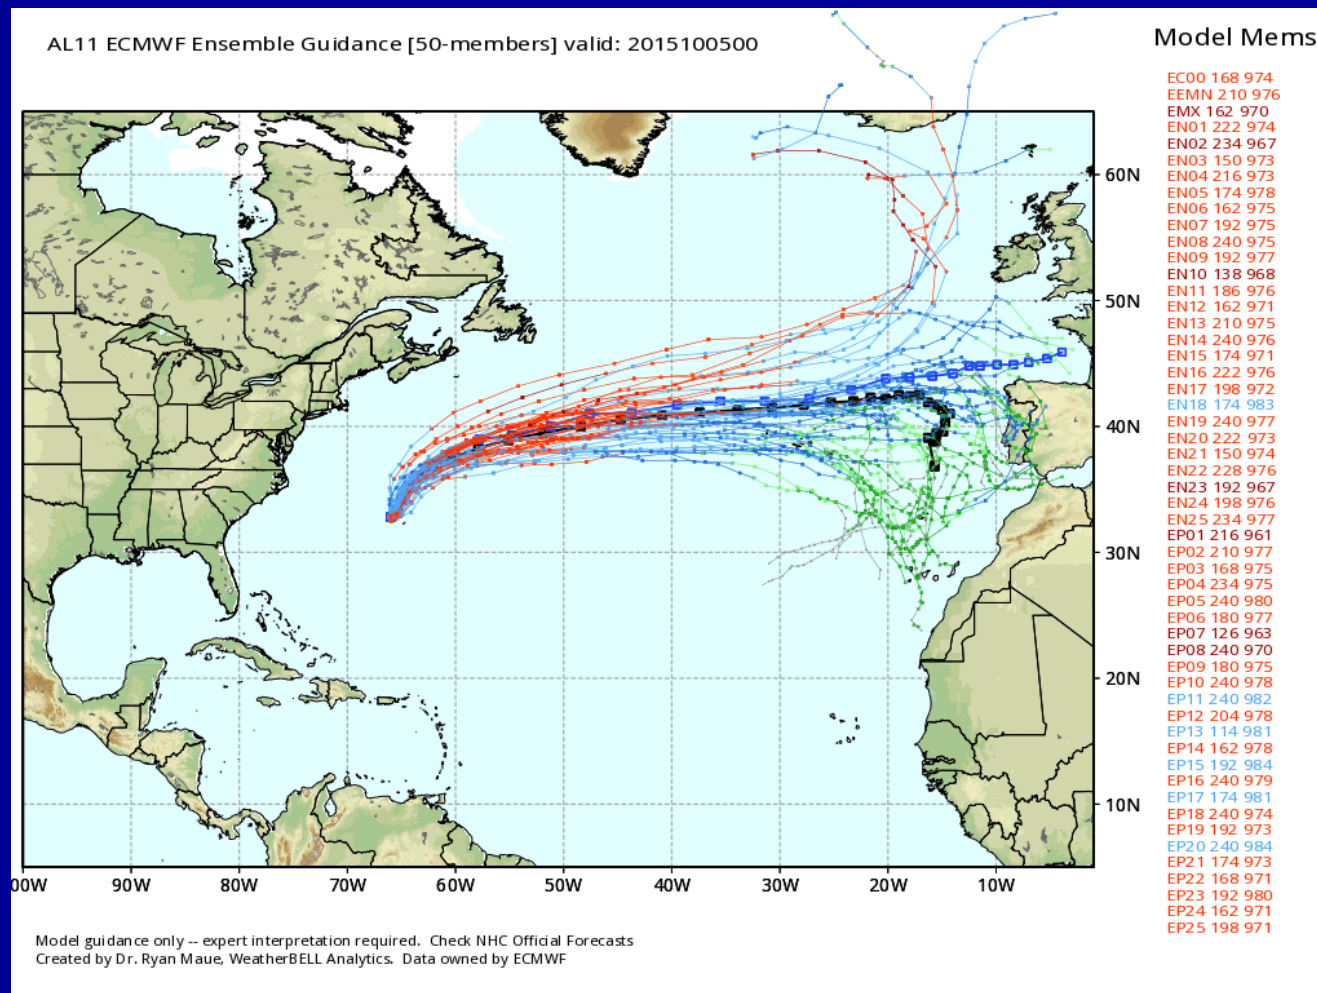 AL11 ECMWF Ensemble Guidance [50-members] valid: 2015100500
Model Mems
EC00 168 974
EEMN 210 976
EMX 162 970
EN01 222 974
EN02 234 967
EN03 150 973
EN04 216 973
EN05 174 978
EN06 162 975
EN07 192 975
EN08 240 975
EN09 192 977
EN10 138 968
EN11 186 976
EN12 162 971
EN13 210 975
EN14 240 976
EN15 174 971
EN16 222 976
EN17 198 972
EN18 174 983
EN19 240 977
EN20 222 973
EN21 150 974
EN22 228 976
EN23 192 967
EN24 198 976
EN25 234 977
EP01 216 961
EP02 210 977
EP03 168 975
EP04 234 975
EP05 240 980
EP06 180 977
EP07 126 963
EP08 240 970
EP09 180 975
EP10 240 978
EP11 240 982
EP12 204 978
EP13 114 981
EP14 162 978
EP15 192 984
EP16 240 979
EP17 174 981
EP18 240 974
EP19 192 973
EP20 240 984
EP21 174 973
EP22 168 971
EP23 192 980
EP24 162 971
EP25 198 971
60N
50N
40N
30N
20N
10N
00W 90W 80W 70W 60W 50W 40W 30W 20W 10W
Model guidance only -- expert interpretation required. Check NHC Official Forecasts
Created by Dr. Ryan Maue, WeatherBELL Analytics. Data owned by ECMWF